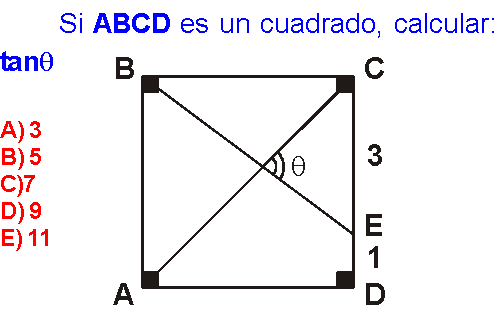 Si ABCD es un cuadrado, calcular:
tanθ
B
C
A) 3
B) 5
C)7
D) 9
E) 11
3
θ
E
1
A
D